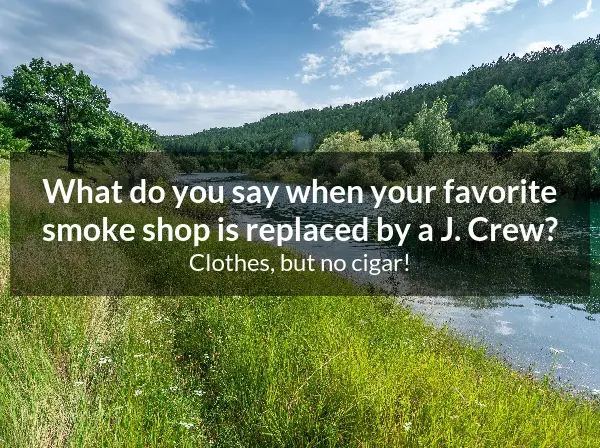 What do you say when your favorite
smoke shop is replaced by a J. Crew?
Clothes, but no cigar!